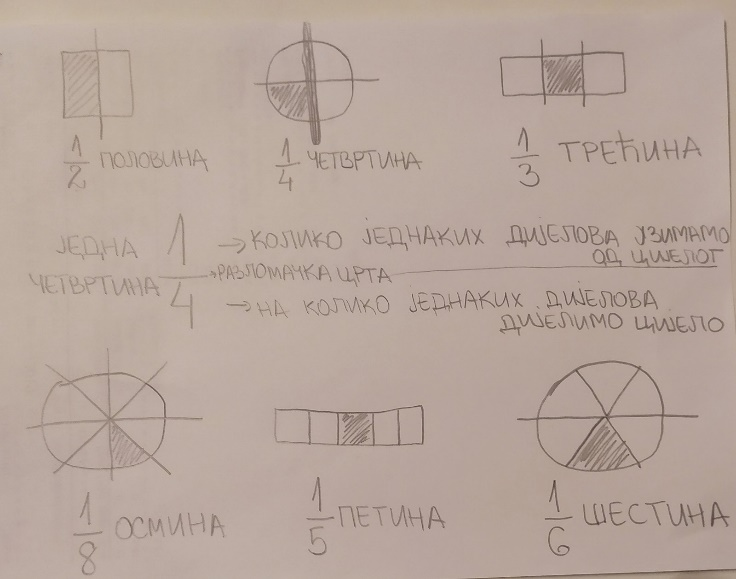 1/2 ПОЛОВИНА
1/4 ЧЕТВРТИНА
1/3 ТРЕЋИНА
ЈЕДНА ЧЕТВРТИНА
1 → КОЛИКО ЈЕДНАКИХ ДИЈЕЛОВА УЗИМАМО
ОД ЦИЈЕЛОГ
→ РАЗЛОМАЧКА ЦРТА
4 → НА КОЛИКО ЈЕДНАКИХ ДИЈЕЛОВА
ДИЈЕЛИМО ЦИЈЕЛО
1/8 ОСМИНА
1/5 ПЕТИНА
1/6 ШЕСТИНА